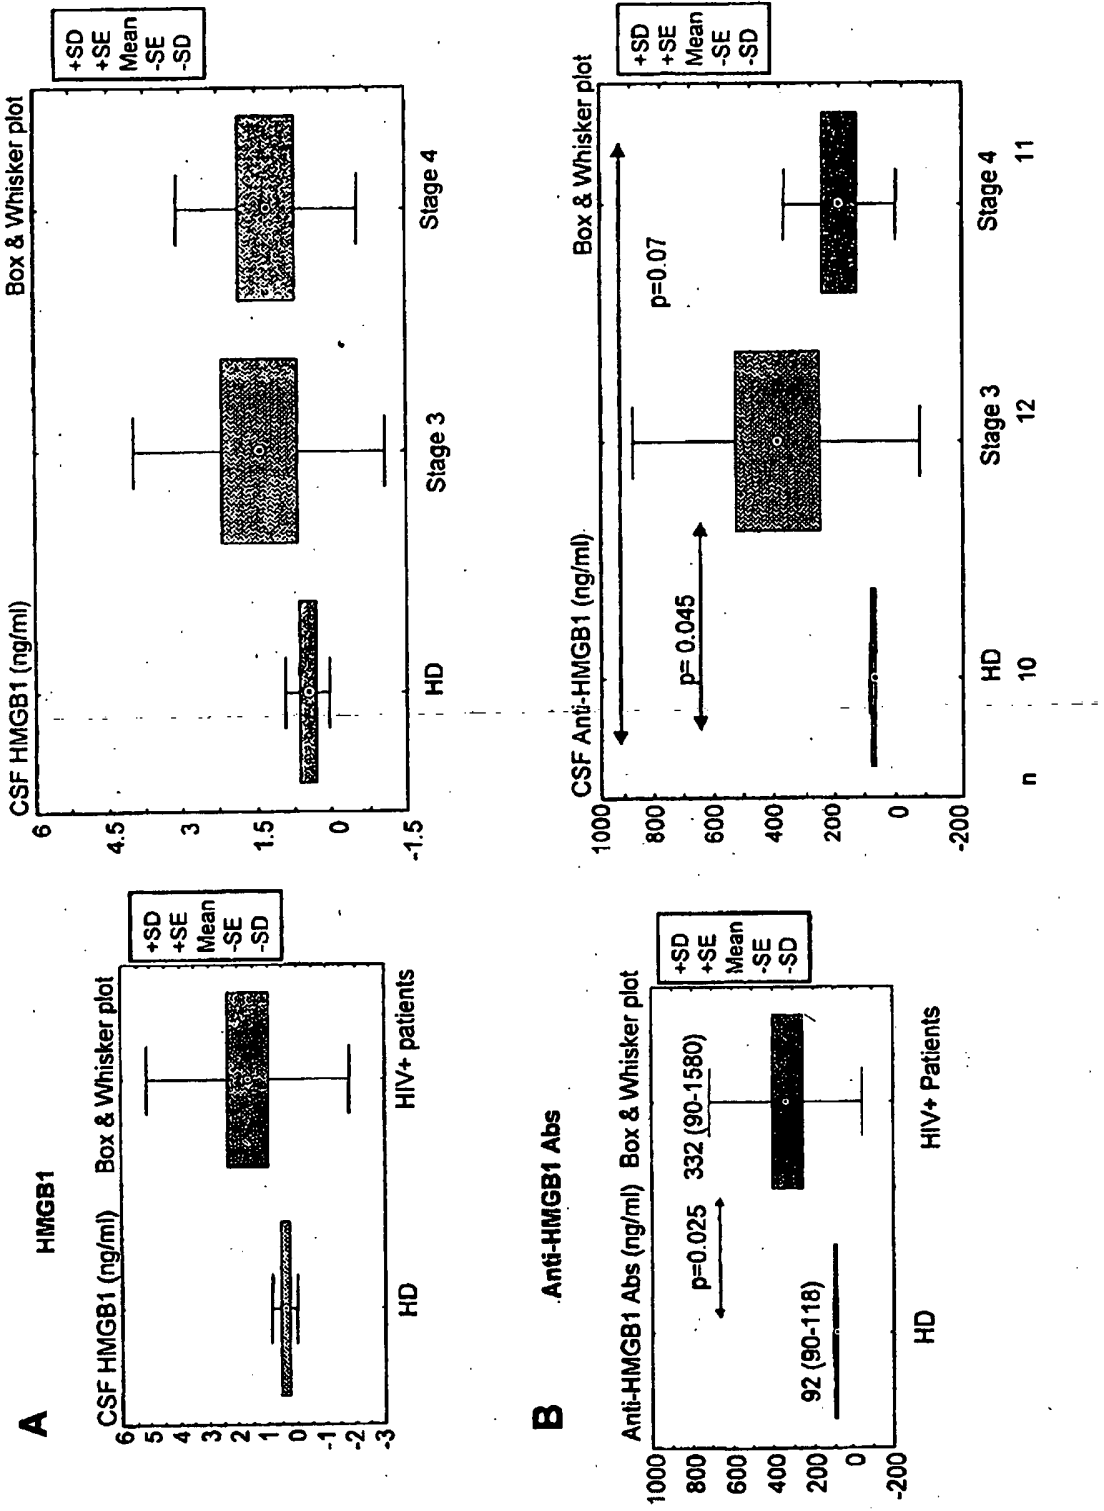 A
HMGB1
CSF HMGB1 (ng/ml) Box & Whisker plot
6
5
4
3
2
1
0
-1
-2
-3
HD HIV+ patients
+SD
+SE
Mean
-SE
-SD
CSF HMGB1 (ng/ml) Box & Whisker plot
6
4.5
3
1.5
0
-1.5
HD Stage 3 Stage 4
+SD
+SE
Mean
-SE
-SD
B
Anti-HMGB1 Abs
Anti-HMGB1 Abs (ng/ml) Box & Whisker plot
1000
800
600
400
200
0
-200
p=0.025
332 (90-1580)
92 (90-118)
HD HIV+ Patients
+SD
+SE
Mean
-SE
-SD
CSF Anti-HMGB1 (ng/ml) Box & Whisker plot
1000
800
600
400
200
0
-200
p=0.07
p= 0.045
HD Stage 3 Stage 4
n 10 12 11
+SD
+SE
Mean
-SE
-SD